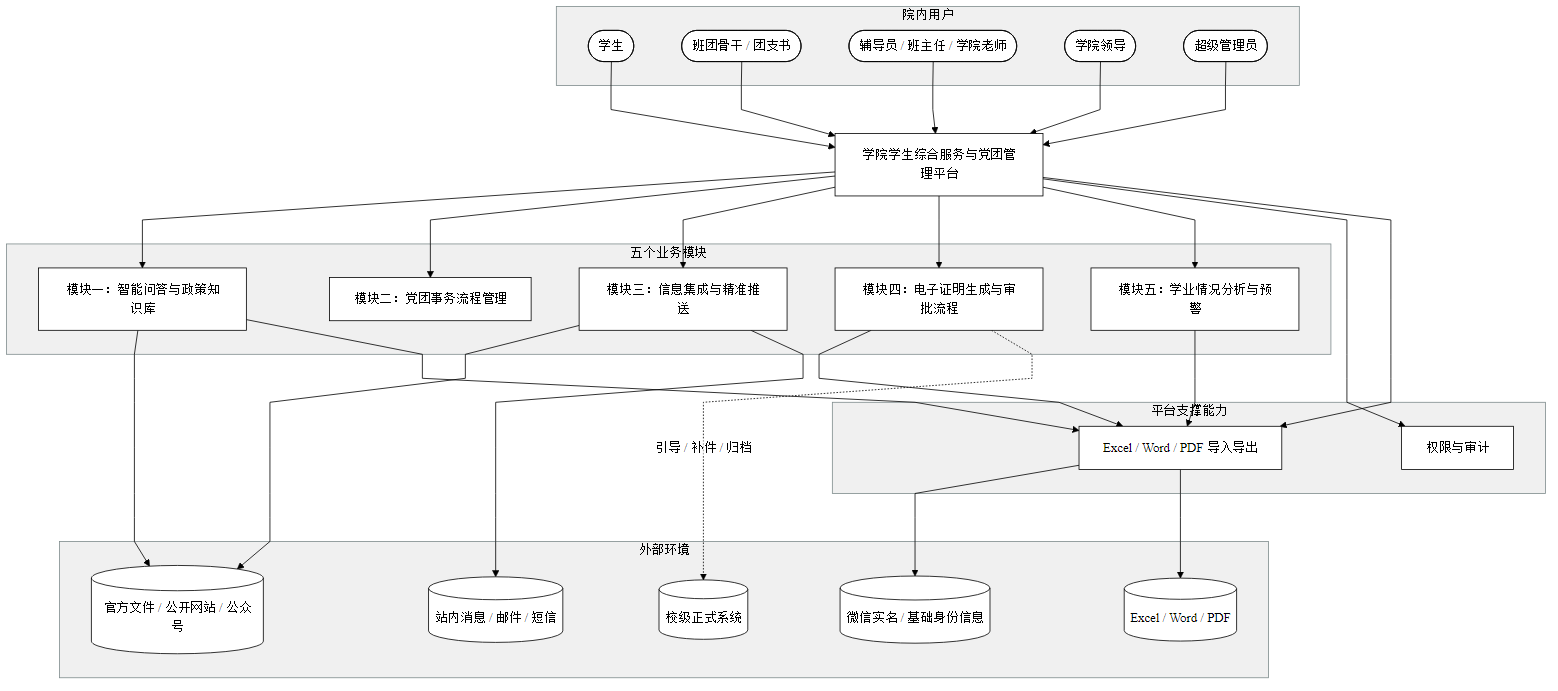 院内用户
学生
班团骨干 / 团支书
辅导员 / 班主任 / 学院老师
学院领导
超级管理员
学院学生综合服务与党团管
理平台
五个业务模块
模块一：智能问答与政策知
识库
模块二：党团事务流程管理
模块三：信息集成与精准推
送
模块四：电子证明生成与审
批流程
模块五：学业情况分析与预
警
平台支撑能力
引导 / 补件 / 归档
Excel / Word / PDF 导入导出
权限与审计
外部环境
官方文件 / 公开网站 / 公众
号
站内消息 / 邮件 / 短信
校级正式系统
微信实名 / 基础身份信息
Excel / Word / PDF